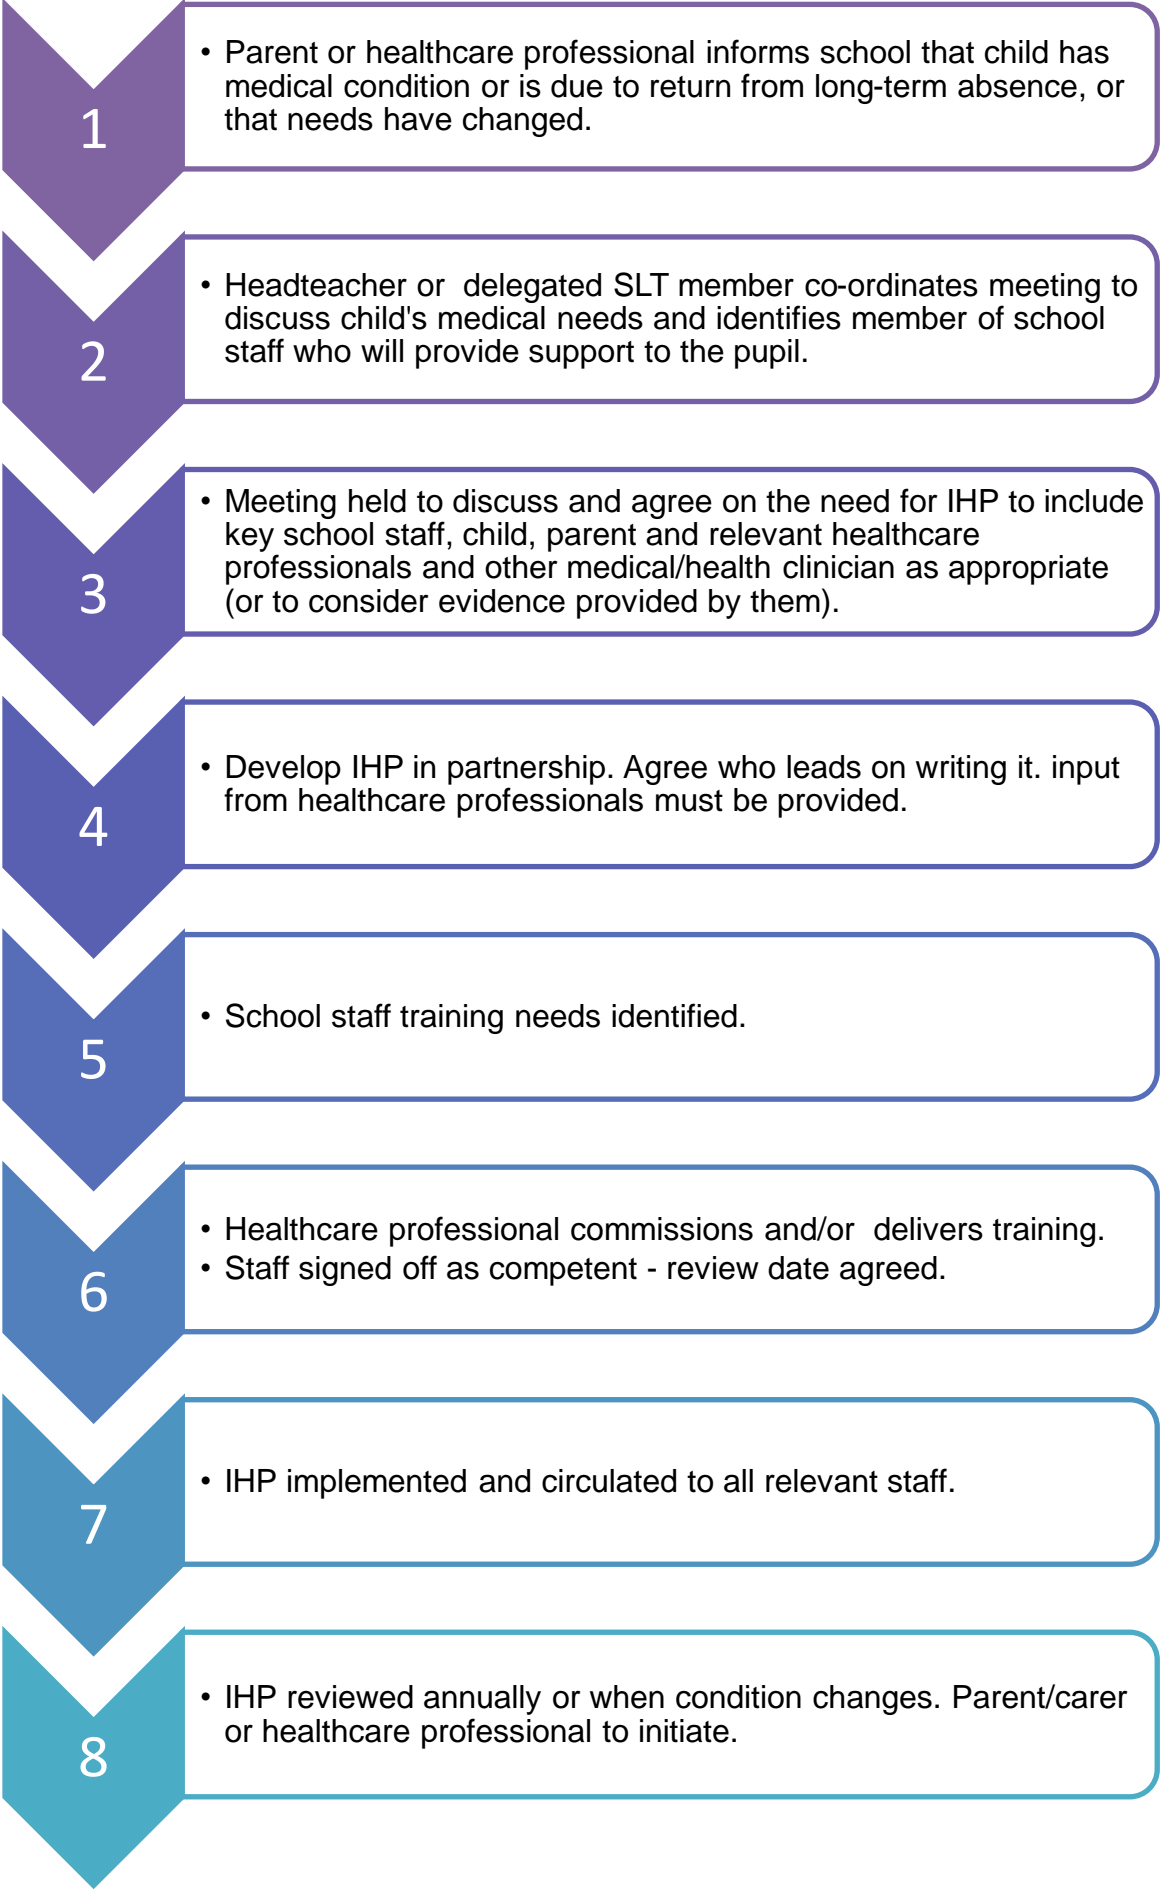 1
• Parent or healthcare professional informs school that child has
medical condition or is due to return from long-term absence, or
that needs have changed.
2
• Headteacher or  delegated SLT member co-ordinates meeting to
discuss child's medical needs and identifies member of school
staff who will provide support to the pupil.
3
• Meeting held to discuss and agree on the need for IHP to include
key school staff, child, parent and relevant healthcare
professionals and other medical/health clinician as appropriate
(or to consider evidence provided by them).
4
• Develop IHP in partnership. Agree who leads on writing it. input
from healthcare professionals must be provided.
5
• School staff training needs identified.
6
• Healthcare professional commissions and/or  delivers training.
• Staff signed off as competent - review date agreed.
7
• IHP implemented and circulated to all relevant staff.
8
• IHP reviewed annually or when condition changes. Parent/carer
or healthcare professional to initiate.